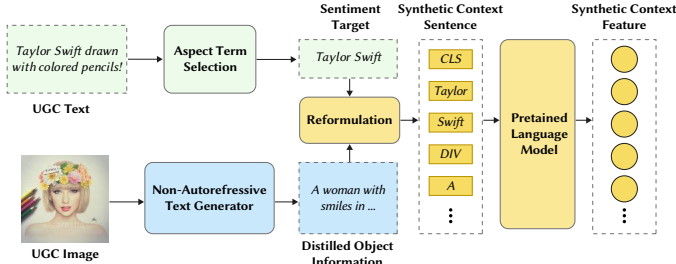 Sentiment
Target
Synthetic Context
Sentence
Synthetic Context
Feature
Taylor Swift drawn
with colored pencils!
UGC Text
Aspect Term
Selection
Taylor Swift
Reformulation
CLS
Taylor
Swift
DIV
A
Pretained
Language
Model
UGC Image
Non-Autorefressive
Text Generator
A woman with
smiles in ...
Distilled Object
Information